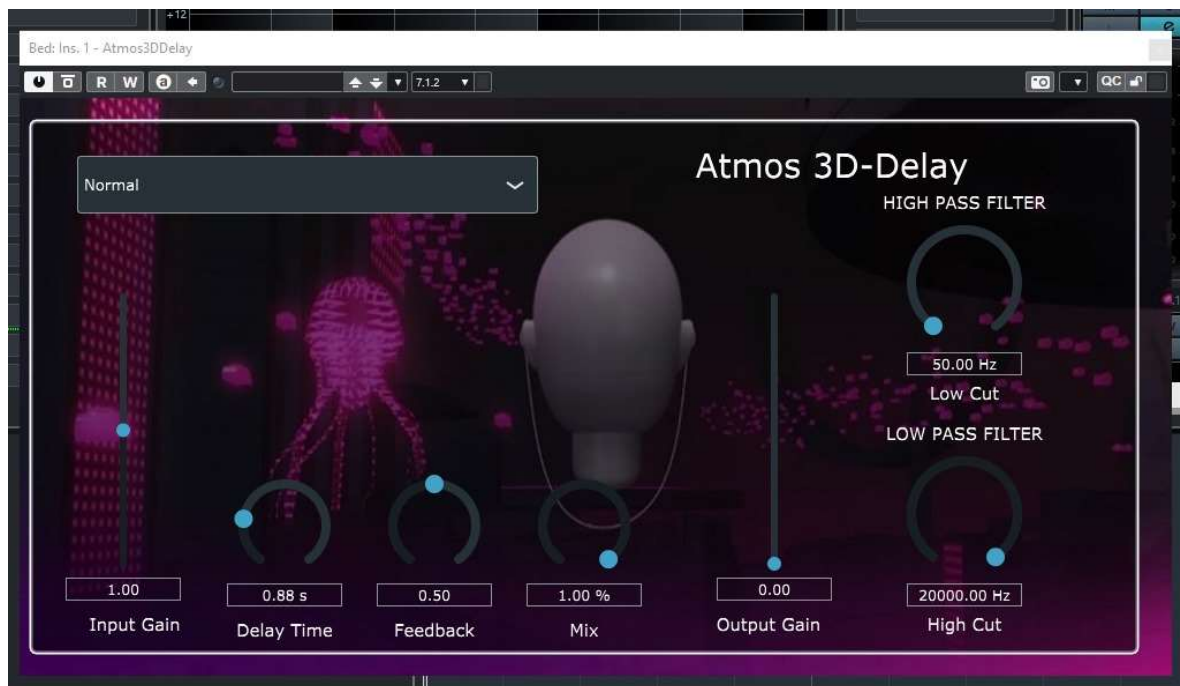 +12
Bed: Ins. 1 - Atmos3DDelay
R W a 7.1.2 QC
Normal
Atmos 3D-Delay
HIGH PASS FILTER
50.00 Hz
Low Cut
LOW PASS FILTER
1.00
Input Gain
0.88 s
Delay Time
0.50
Feedback
1.00 %
Mix
0.00
Output Gain
20000.00 Hz
High Cut